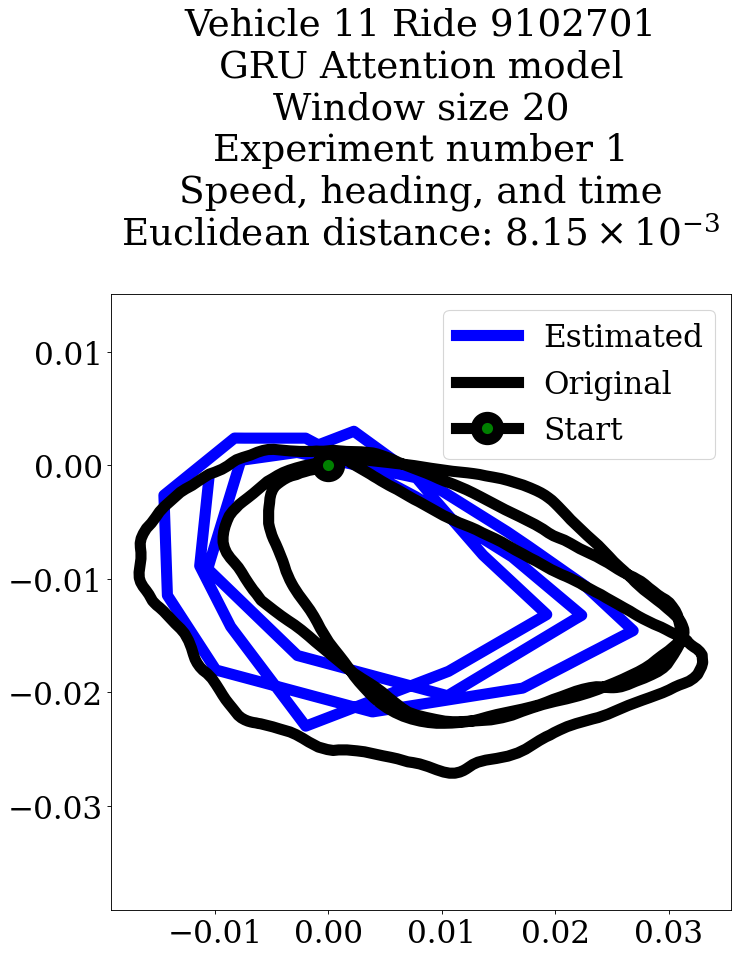 Vehicle 11 Ride 9102701
GRU Attention model
Window size 20
Experiment number 1
Speed, heading, and time
Euclidean distance: 8.15 × 10⁻³
Estimated
Original
Start
0.01
0.00
−0.01
−0.02
−0.03
−0.01 0.00 0.01 0.02 0.03